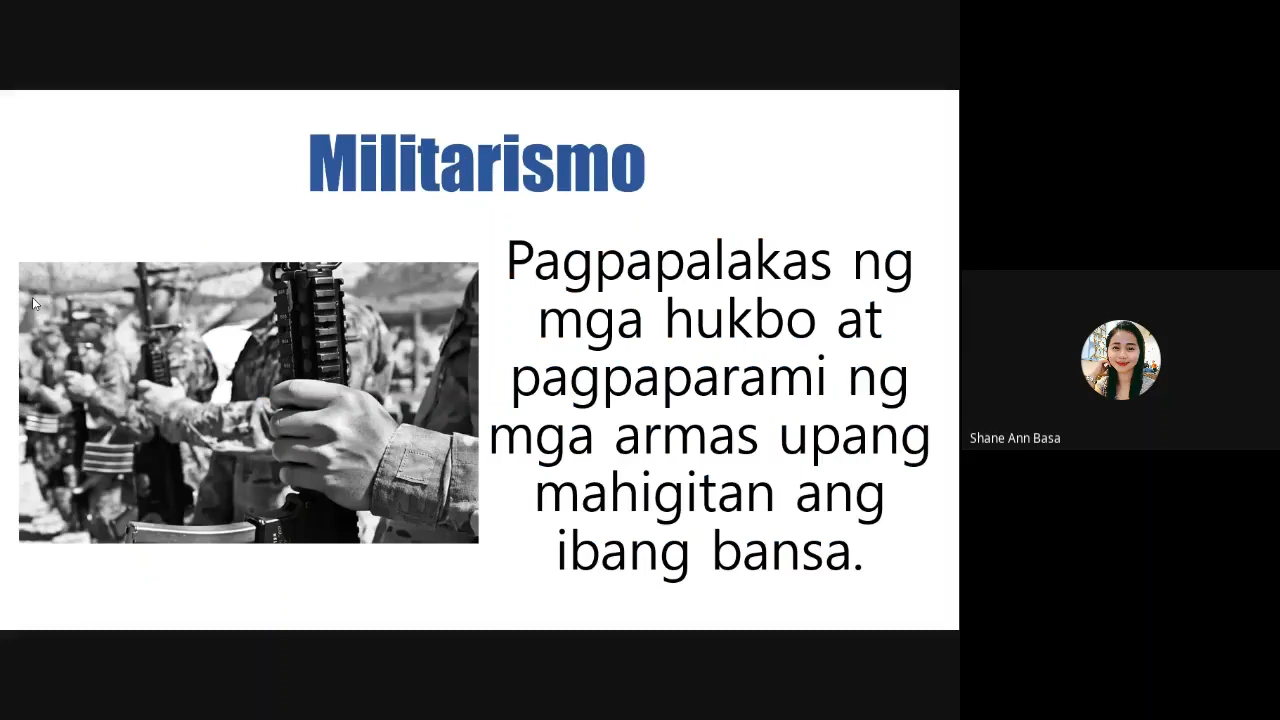 Militarismo
Pagpapalakas ng
mga hukbo at
pagpaparami ng
mga armas upang
mahigitan ang
ibang bansa.
Shane Ann Basa